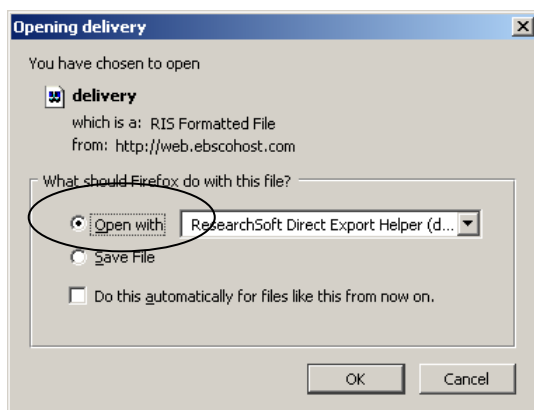 Opening delivery
You have chosen to open
delivery
which is a: RIS Formatted File
from: http://web.ebscohost.com
What should Firefox do with this file?
Open with ResearchSoft Direct Export Helper (d...
Save File
Do this automatically for files like this from now on.
OK Cancel